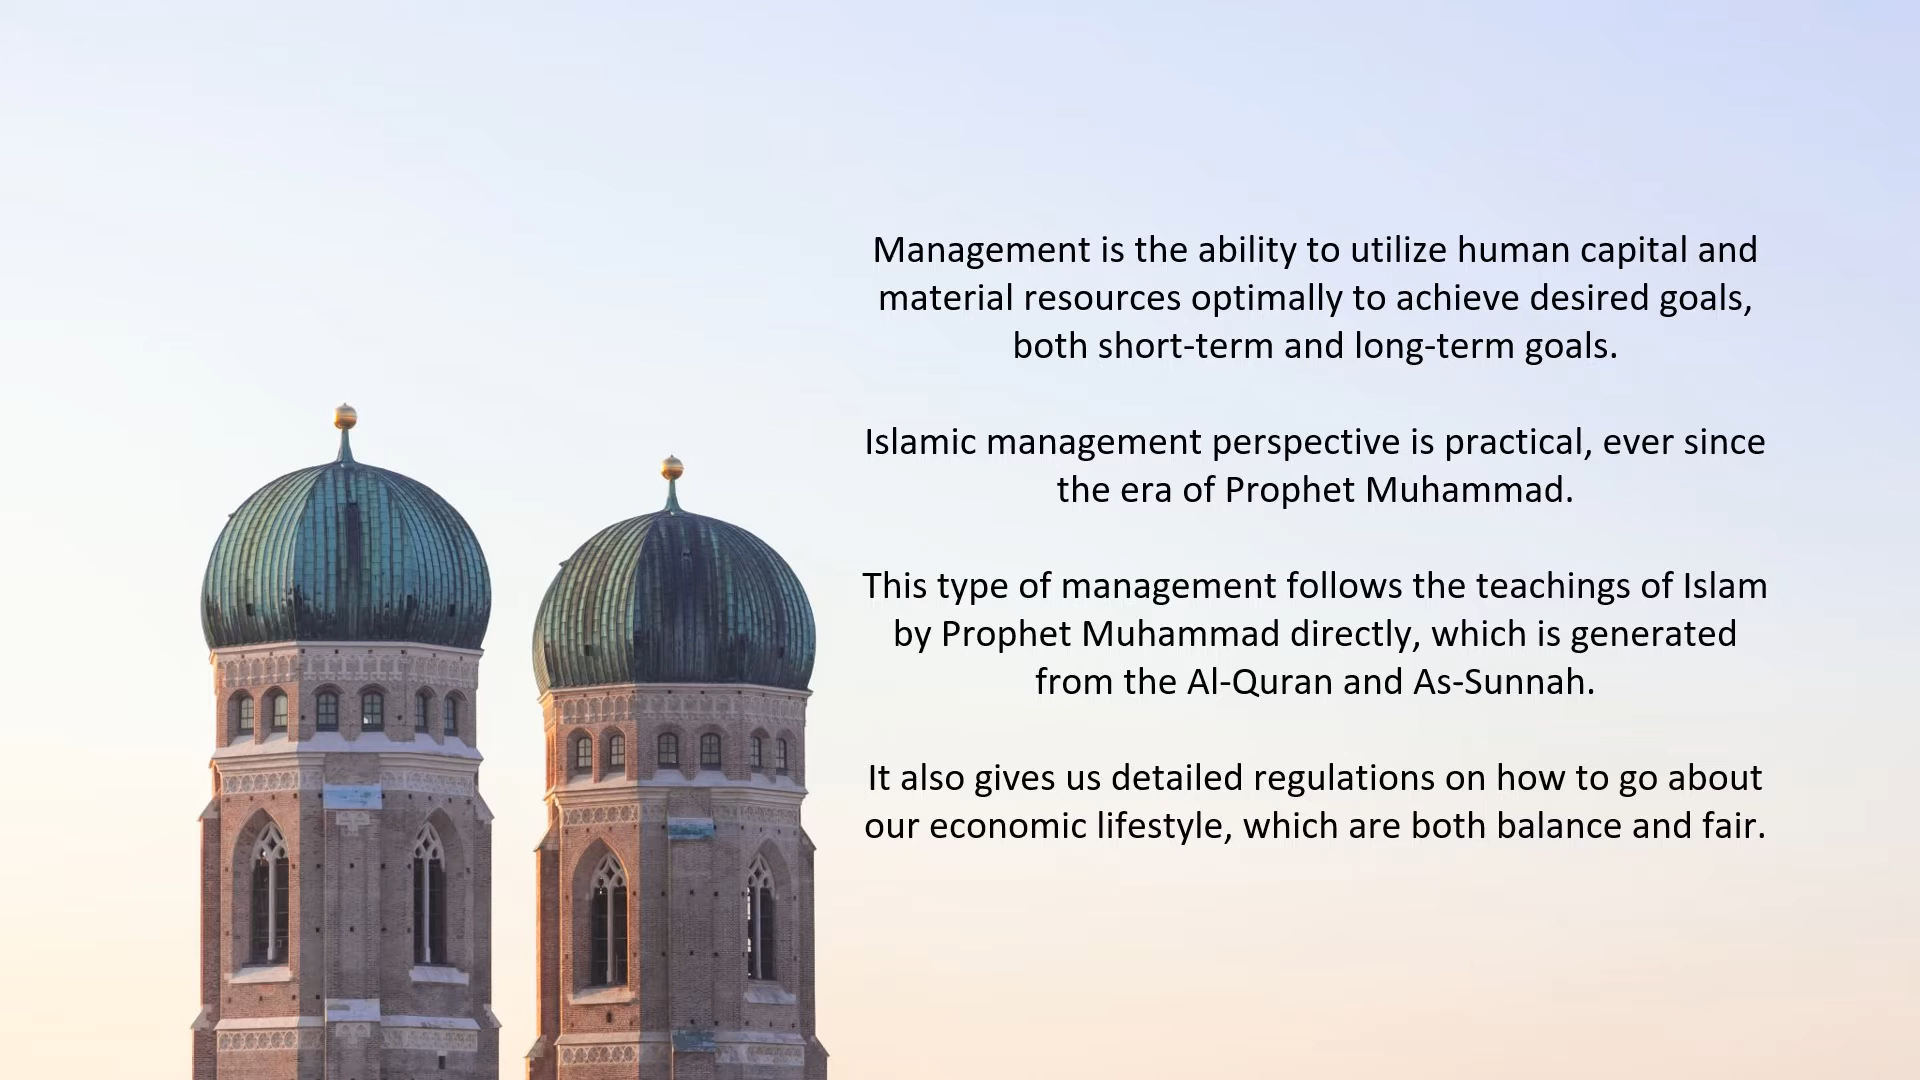 Management is the ability to utilize human capital and
material resources optimally to achieve desired goals,
both short-term and long-term goals.
Islamic management perspective is practical, ever since
the era of Prophet Muhammad.
This type of management follows the teachings of Islam
by Prophet Muhammad directly, which is generated
from the Al-Quran and As-Sunnah.
It also gives us detailed regulations on how to go about
our economic lifestyle, which are both balance and fair.